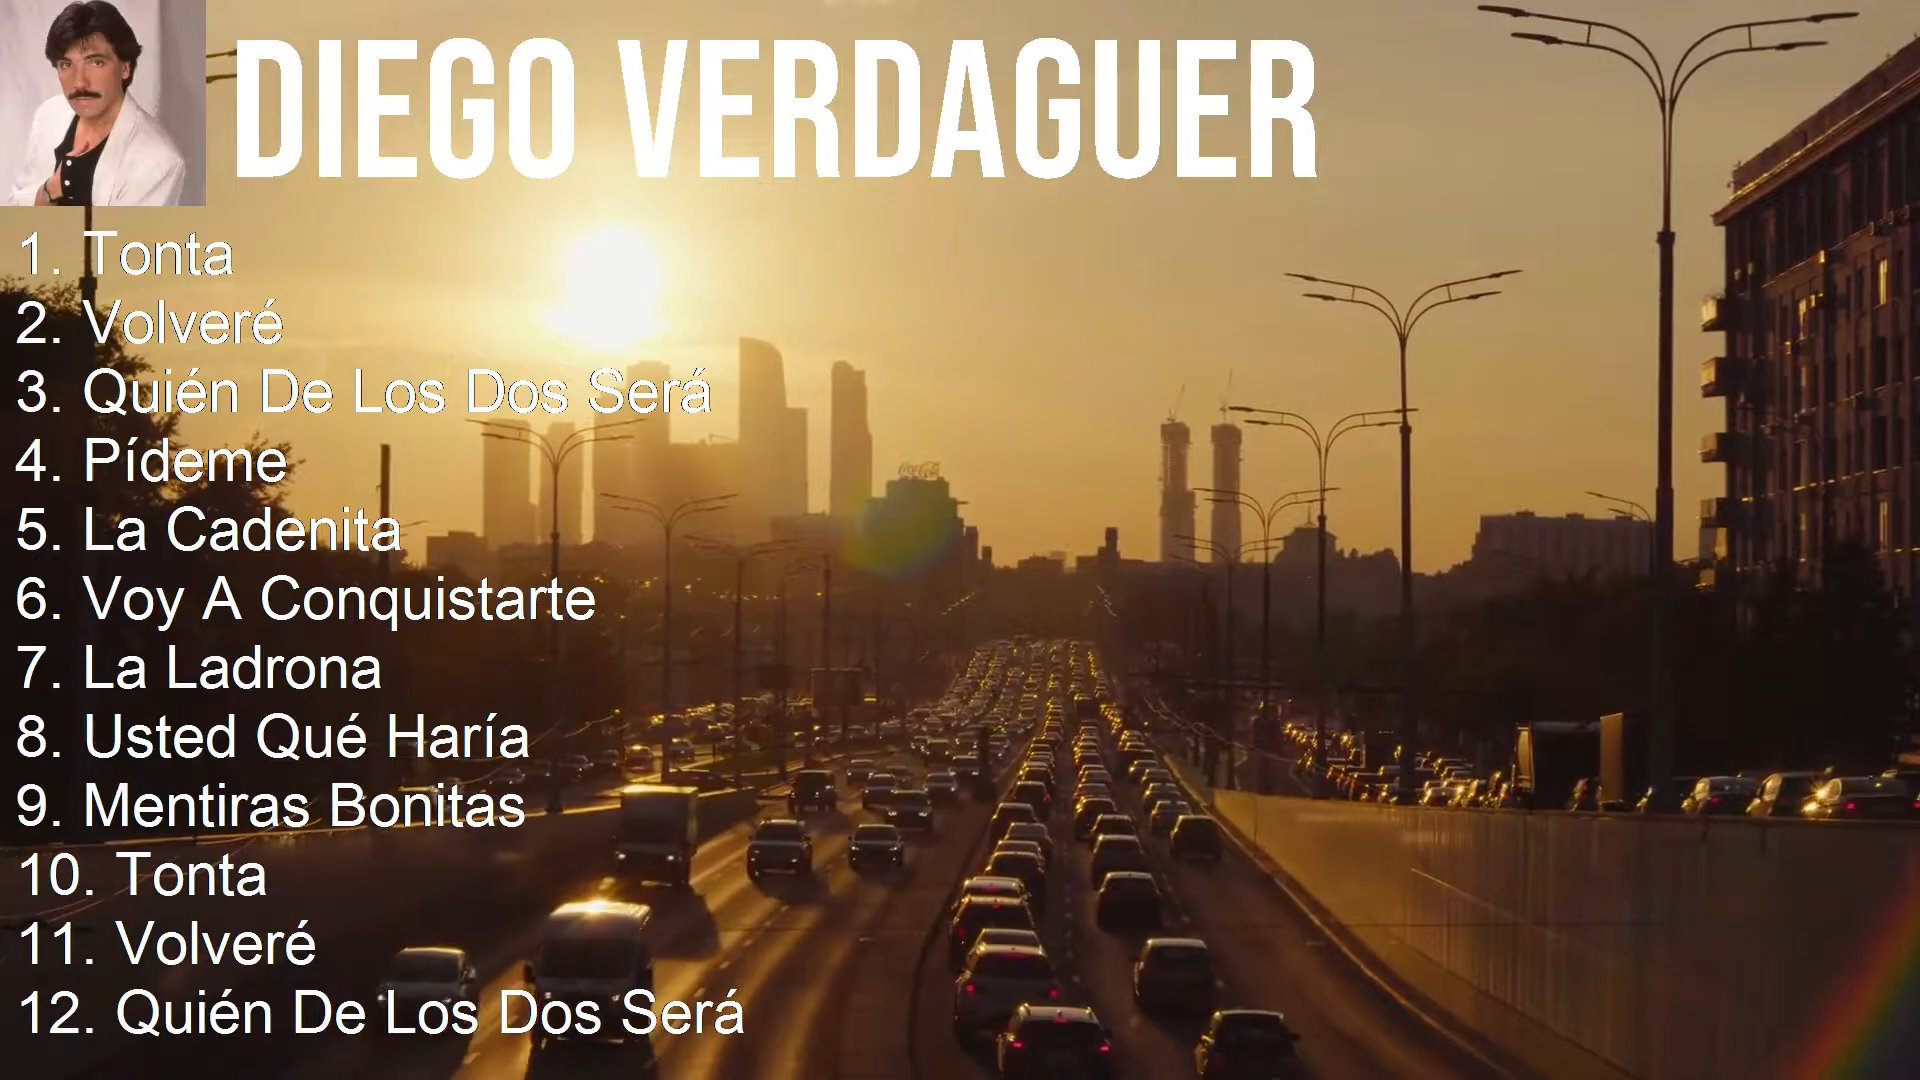 DIEGO VERDAGUER
1. Tonta
2. Volveré
3. Quién De Los Dos Será
4. Pídeme
5. La Cadenita
6. Voy A Conquistarte
7. La Ladrona
8. Usted Qué Haría
9. Mentiras Bonitas
10. Tonta
11. Volveré
12. Quién De Los Dos Será
Coca-Cola